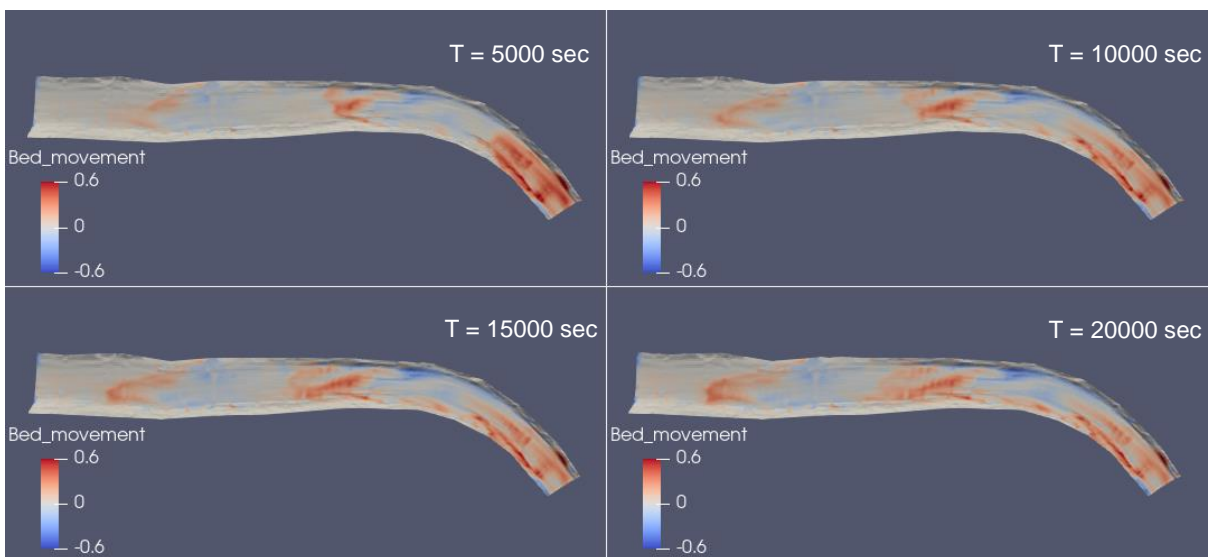 T = 5000 sec
Bed_movement
0.6
0
-0.6
T = 10000 sec
Bed_movement
0.6
0
-0.6
T = 15000 sec
Bed_movement
0.6
0
-0.6
T = 20000 sec
Bed_movement
0.6
0
-0.6